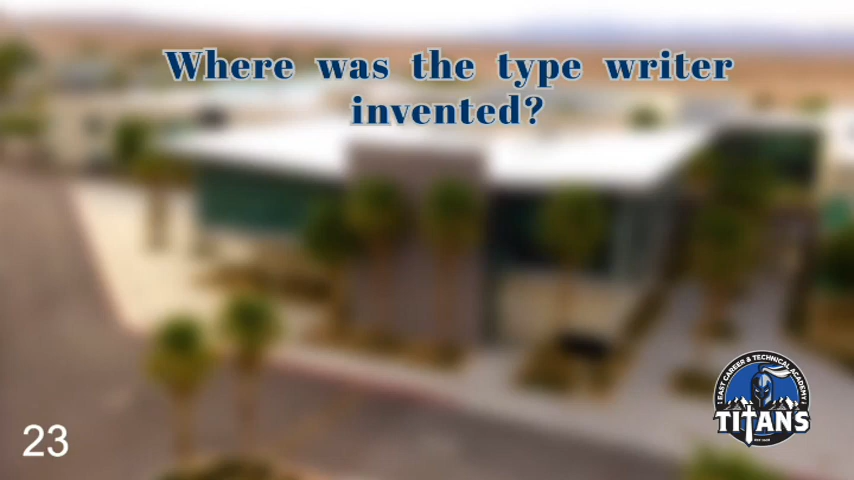 Where was the type writer
invented?
EAST CAREER & TECHNICAL ACADEMY
TITANS
23